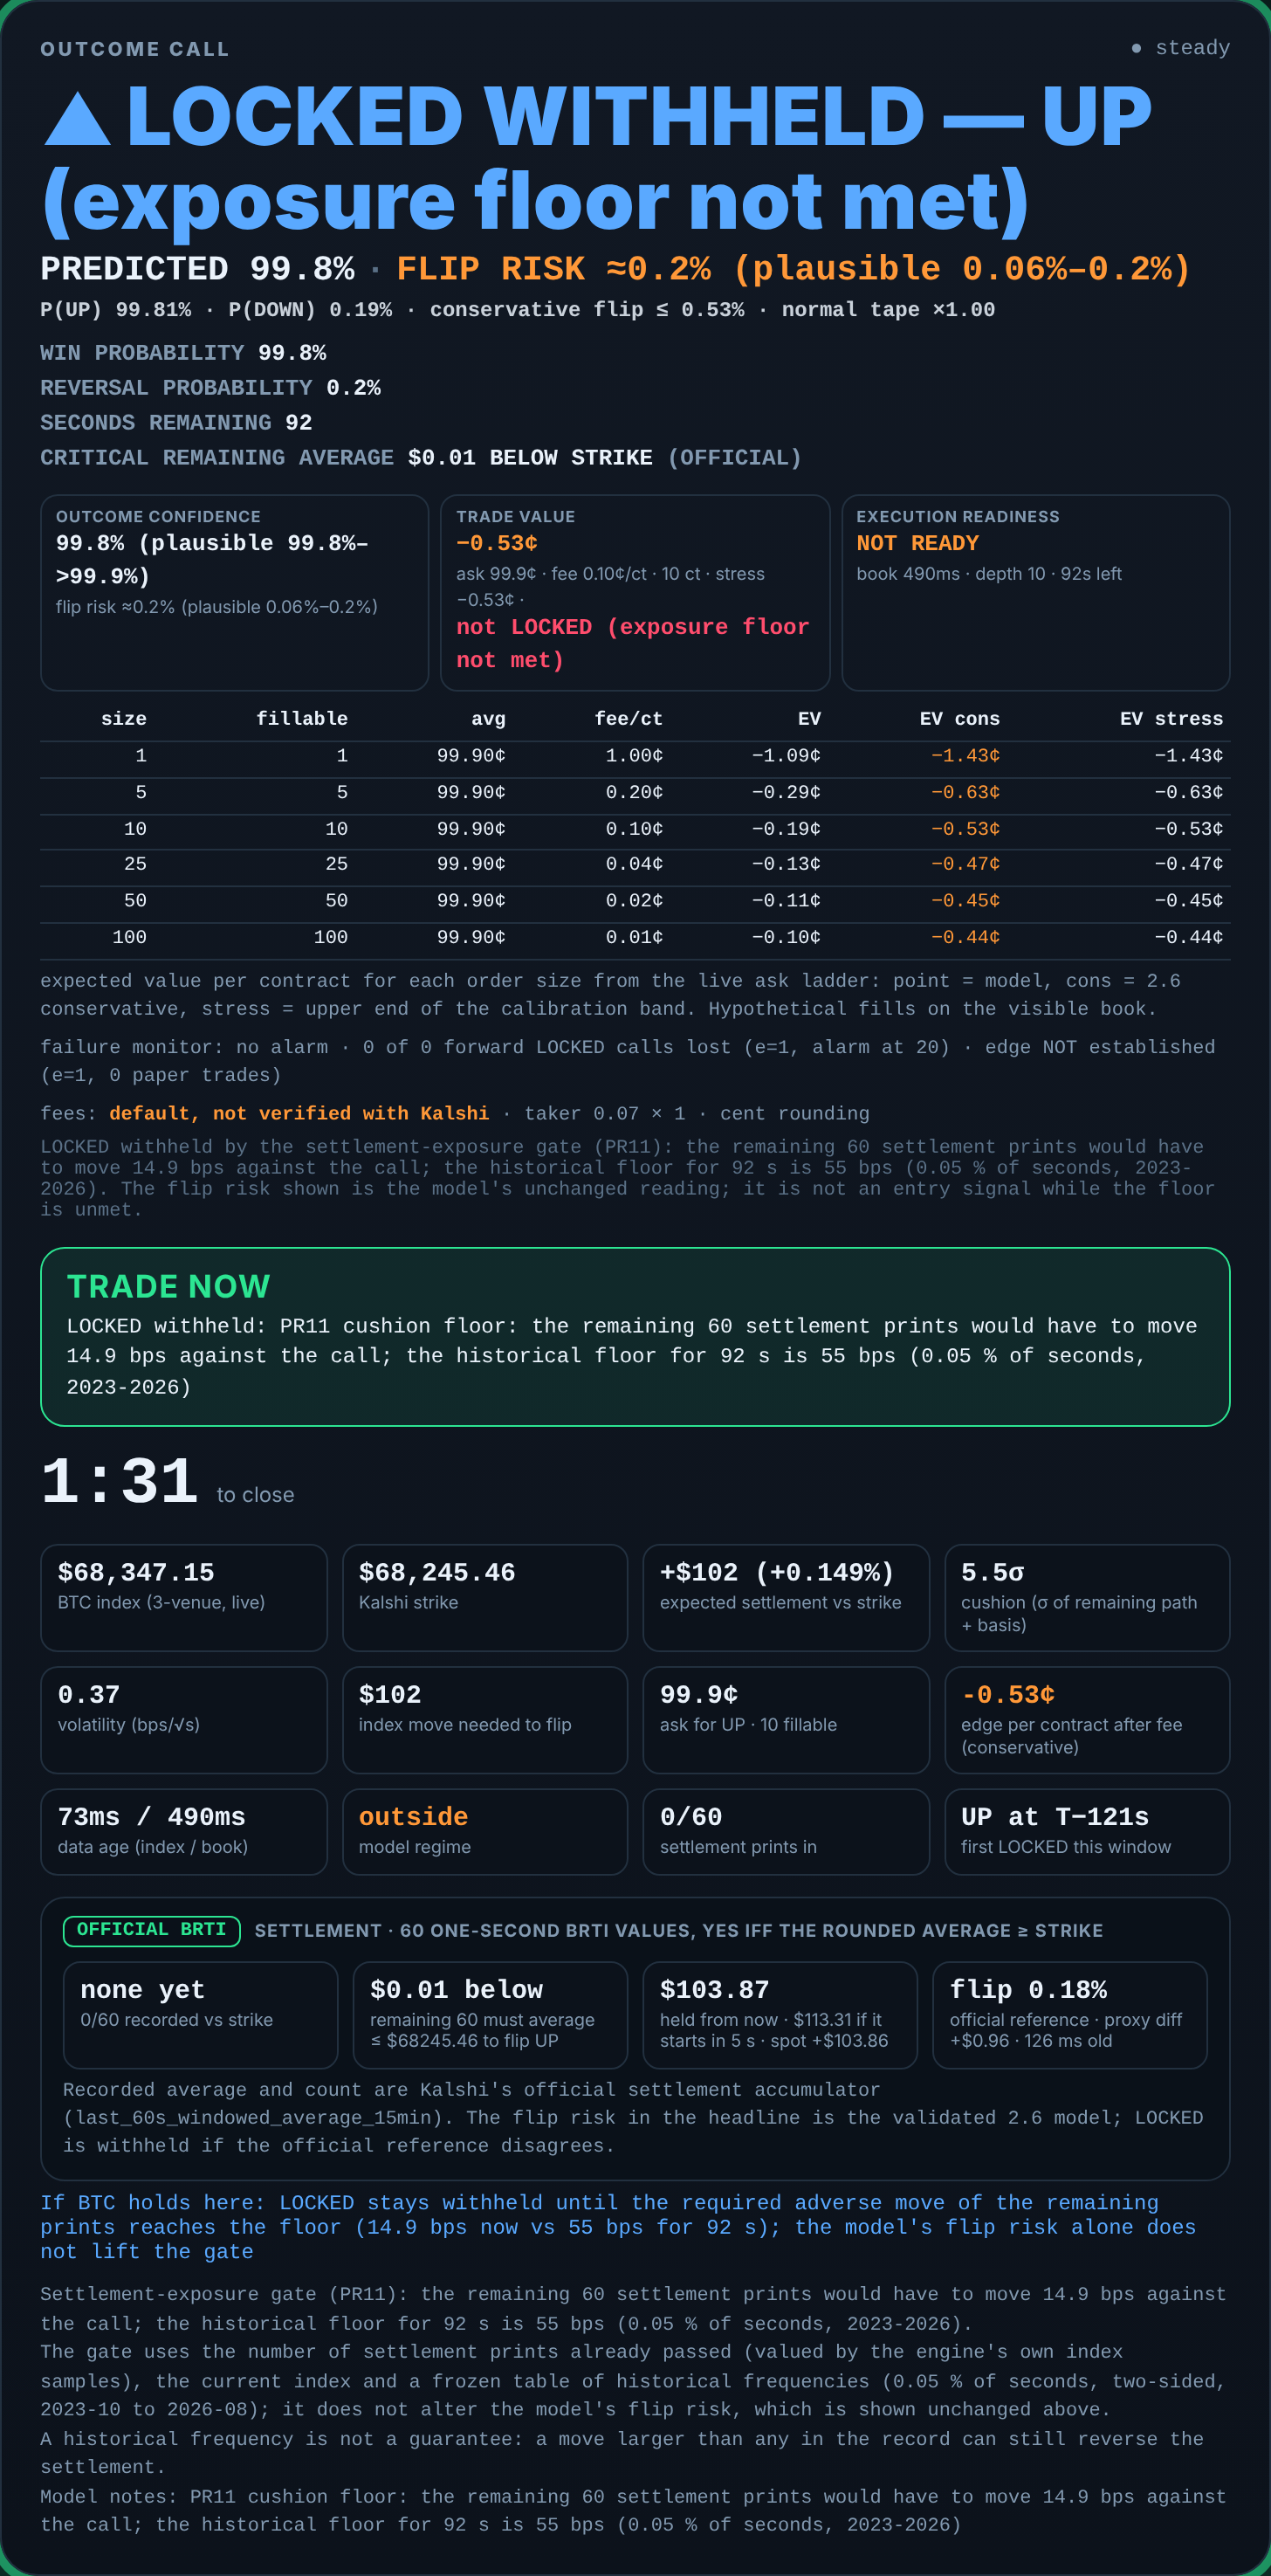 OUTCOME CALL
● steady
▲ LOCKED WITHHELD — UP
(exposure floor not met)
PREDICTED 99.8% · FLIP RISK ≈0.2% (plausible 0.06%–0.2%)
P(UP) 99.81% · P(DOWN) 0.19% · conservative flip ≤ 0.53% · normal tape ×1.00
WIN PROBABILITY 99.8%
REVERSAL PROBABILITY 0.2%
SECONDS REMAINING 92
CRITICAL REMAINING AVERAGE $0.01 BELOW STRIKE (OFFICIAL)
OUTCOME CONFIDENCE
99.8% (plausible 99.8%–
>99.9%)
flip risk ≈0.2% (plausible 0.06%–0.2%)
TRADE VALUE
−0.53¢
ask 99.9¢ · fee 0.10¢/ct · 10 ct · stress
−0.53¢ ·
not LOCKED (exposure floor
not met)
EXECUTION READINESS
NOT READY
book 490ms · depth 10 · 92s left
size fillable avg fee/ct EV EV cons EV stress
1 1 99.90¢ 1.00¢ −1.09¢ −1.43¢ −1.43¢
5 5 99.90¢ 0.20¢ −0.29¢ −0.63¢ −0.63¢
10 10 99.90¢ 0.10¢ −0.19¢ −0.53¢ −0.53¢
25 25 99.90¢ 0.04¢ −0.13¢ −0.47¢ −0.47¢
50 50 99.90¢ 0.02¢ −0.11¢ −0.45¢ −0.45¢
100 100 99.90¢ 0.01¢ −0.10¢ −0.44¢ −0.44¢
expected value per contract for each order size from the live ask ladder: point = model, cons = 2.6
conservative, stress = upper end of the calibration band. Hypothetical fills on the visible book.
failure monitor: no alarm · 0 of 0 forward LOCKED calls lost (e=1, alarm at 20) · edge NOT established
(e=1, 0 paper trades)
fees: default, not verified with Kalshi · taker 0.07 × 1 · cent rounding
LOCKED withheld by the settlement-exposure gate (PR11): the remaining 60 settlement prints would have
to move 14.9 bps against the call; the historical floor for 92 s is 55 bps (0.05 % of seconds, 2023-
2026). The flip risk shown is the model's unchanged reading; it is not an entry signal while the floor
is unmet.
TRADE NOW
LOCKED withheld: PR11 cushion floor: the remaining 60 settlement prints would have to move
14.9 bps against the call; the historical floor for 92 s is 55 bps (0.05 % of seconds,
2023-2026)
1:31 to close
$68,347.15
BTC index (3-venue, live)
$68,245.46
Kalshi strike
+$102 (+0.149%)
expected settlement vs strike
5.5σ
cushion (σ of remaining path
+ basis)
0.37
volatility (bps/√s)
$102
index move needed to flip
99.9¢
ask for UP · 10 fillable
-0.53¢
edge per contract after fee
(conservative)
73ms / 490ms
data age (index / book)
outside
model regime
0/60
settlement prints in
UP at T−121s
first LOCKED this window
OFFICIAL BRTI SETTLEMENT · 60 ONE-SECOND BRTI VALUES, YES IFF THE ROUNDED AVERAGE ≥ STRIKE
none yet
0/60 recorded vs strike
$0.01 below
remaining 60 must average
≤ $68245.46 to flip UP
$103.87
held from now · $113.31 if it
starts in 5 s · spot +$103.86
flip 0.18%
official reference · proxy diff
+$0.96 · 126 ms old
Recorded average and count are Kalshi's official settlement accumulator
(last_60s_windowed_average_15min). The flip risk in the headline is the validated 2.6 model; LOCKED
is withheld if the official reference disagrees.
If BTC holds here: LOCKED stays withheld until the required adverse move of the remaining
prints reaches the floor (14.9 bps now vs 55 bps for 92 s); the model's flip risk alone does
not lift the gate
Settlement-exposure gate (PR11): the remaining 60 settlement prints would have to move 14.9 bps against
the call; the historical floor for 92 s is 55 bps (0.05 % of seconds, 2023-2026).
The gate uses the number of settlement prints already passed (valued by the engine's own index
samples), the current index and a frozen table of historical frequencies (0.05 % of seconds, two-sided,
2023-10 to 2026-08); it does not alter the model's flip risk, which is shown unchanged above.
A historical frequency is not a guarantee: a move larger than any in the record can still reverse the
settlement.
Model notes: PR11 cushion floor: the remaining 60 settlement prints would have to move 14.9 bps against
the call; the historical floor for 92 s is 55 bps (0.05 % of seconds, 2023-2026)